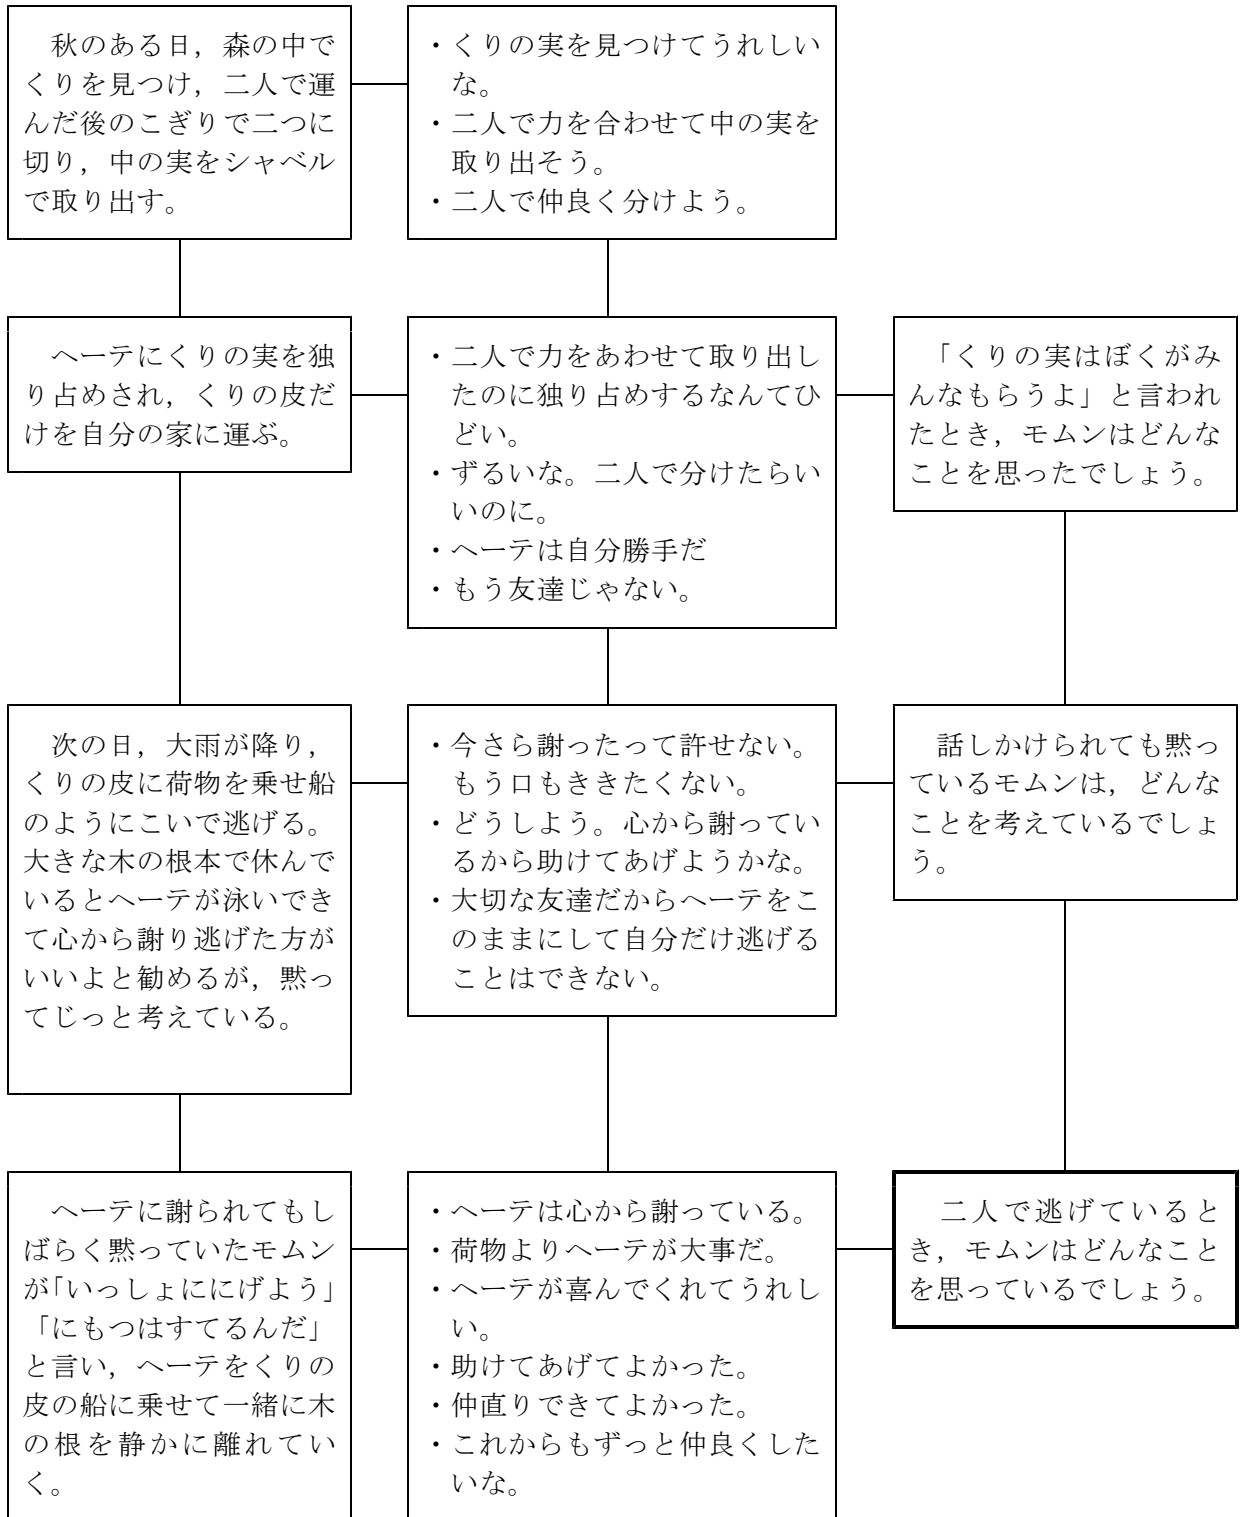 秋のある日，森の中で
くりを見つけ，二人で運
んだ後のこぎりで二つに
切り，中の実をシャベル
で取り出す。
・くりの実を見つけてうれしい
な。
・二人で力を合わせて中の実を
取り出そう。
・二人で仲良く分けよう。
ヘーテにくりの実を独
り占めされ，くりの皮だ
けを自分の家に運ぶ。
・二人で力をあわせて取り出し
たのに独り占めするなんてひ
どい。
・ずるいな。二人で分けたらい
いのに。
・ヘーテは自分勝手だ
・もう友達じゃない。
「くりの実はぼくがみ
んなもらうよ」と言われ
たとき，モムンはどんな
ことを思ったでしょう。
次の日，大雨が降り，
くりの皮に荷物を乗せ船
のようにこいで逃げる。
大きな木の根本で休んで
いるとヘーテが泳いでき
て心から謝り逃げた方が
いいよと勧めるが，黙っ
てじっと考えている。
・今さら謝ったって許せない。
もう口もききたくない。
・どうしよう。心から謝ってい
るから助けてあげようかな。
・大切な友達だからヘーテをこ
のままにして自分だけ逃げる
ことはできない。
話しかけられても黙っ
ているモムンは，どんな
ことを考えているでしょ
う。
ヘーテに謝られてもし
ばらく黙っていたモムン
が「いっしょににげよう」
「にもつはすてるんだ」
と言い，ヘーテをくりの
皮の船に乗せて一緒に木
の根を静かに離れてい
く。
・ヘーテは心から謝っている。
・荷物よりヘーテが大事だ。
・ヘーテが喜んでくれてうれし
い。
・助けてあげてよかった。
・仲直りできてよかった。
・これからもずっと仲良くした
いな。
二人で逃げていると
き，モムンはどんなこと
を思っているでしょう。